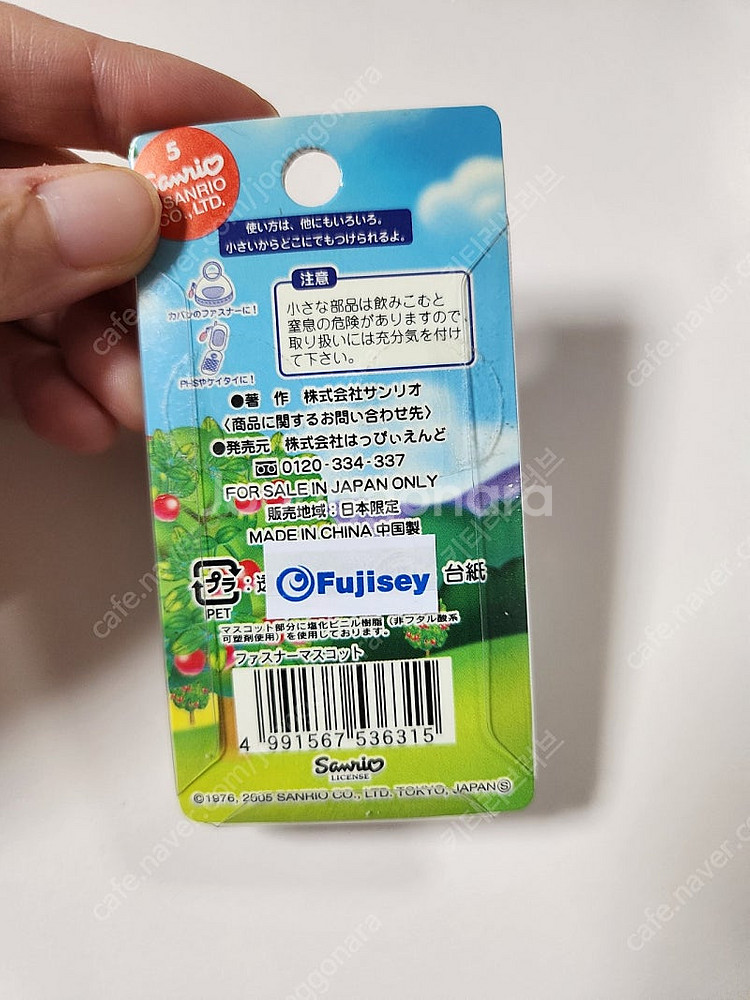 5
Sanrio
SANRIO
CO., LTD.
使い方は、他にもいろいろ。
小さいからどこにでもつけられるよ。
注意
小さな部品は飲みこむと
窒息の危険がありますので、
取り扱いには充分気を付け
て下さい。
カバンのファスナーに!
PHSやケイタイに!
●著 作 株式会社サンリオ
〈商品に関するお問い合わせ先〉
●発売元 株式会社はっぴぃえんど
0120-334-337
FOR SALE IN JAPAN ONLY
販売地域:日本限定
MADE IN CHINA 中国製
プラ
PET
Fujisey
台紙
マスコット部分に塩化ビニル樹脂(非フタル酸系
可塑剤使用)を使用しております。
ファスナーマスコット
4 991567 536315
Sanrio
LICENSE
©1976, 2005 SANRIO CO., LTD. TOKYO, JAPAN Ⓢ
joonggonara
cafe.naver.com/joonggonara